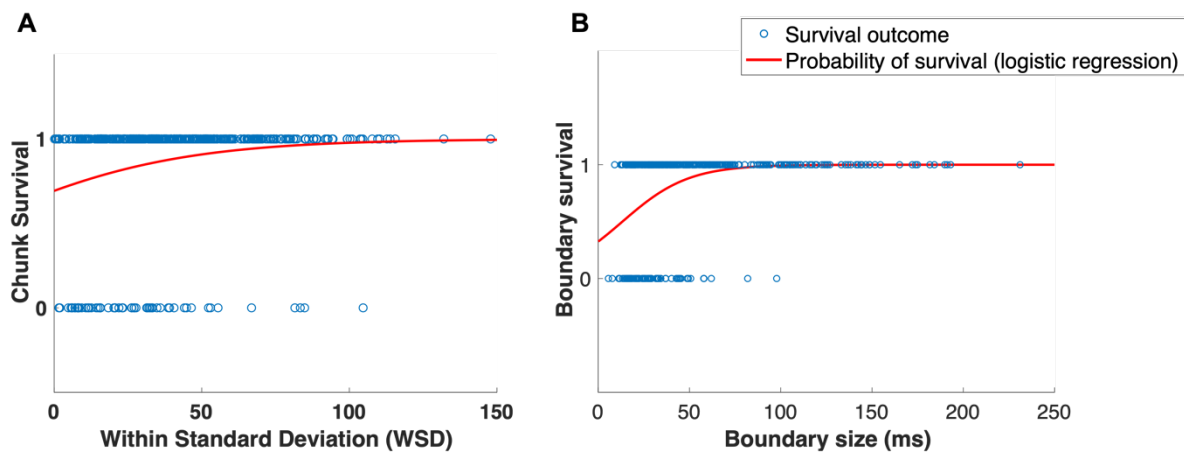 A
Chunk Survival
1
0
0 50 100 150
Within Standard Deviation (WSD)
B
Survival outcome
Probability of survival (logistic regression)
Boundary survival
1
0
0 50 100 150 200 250
Boundary size (ms)